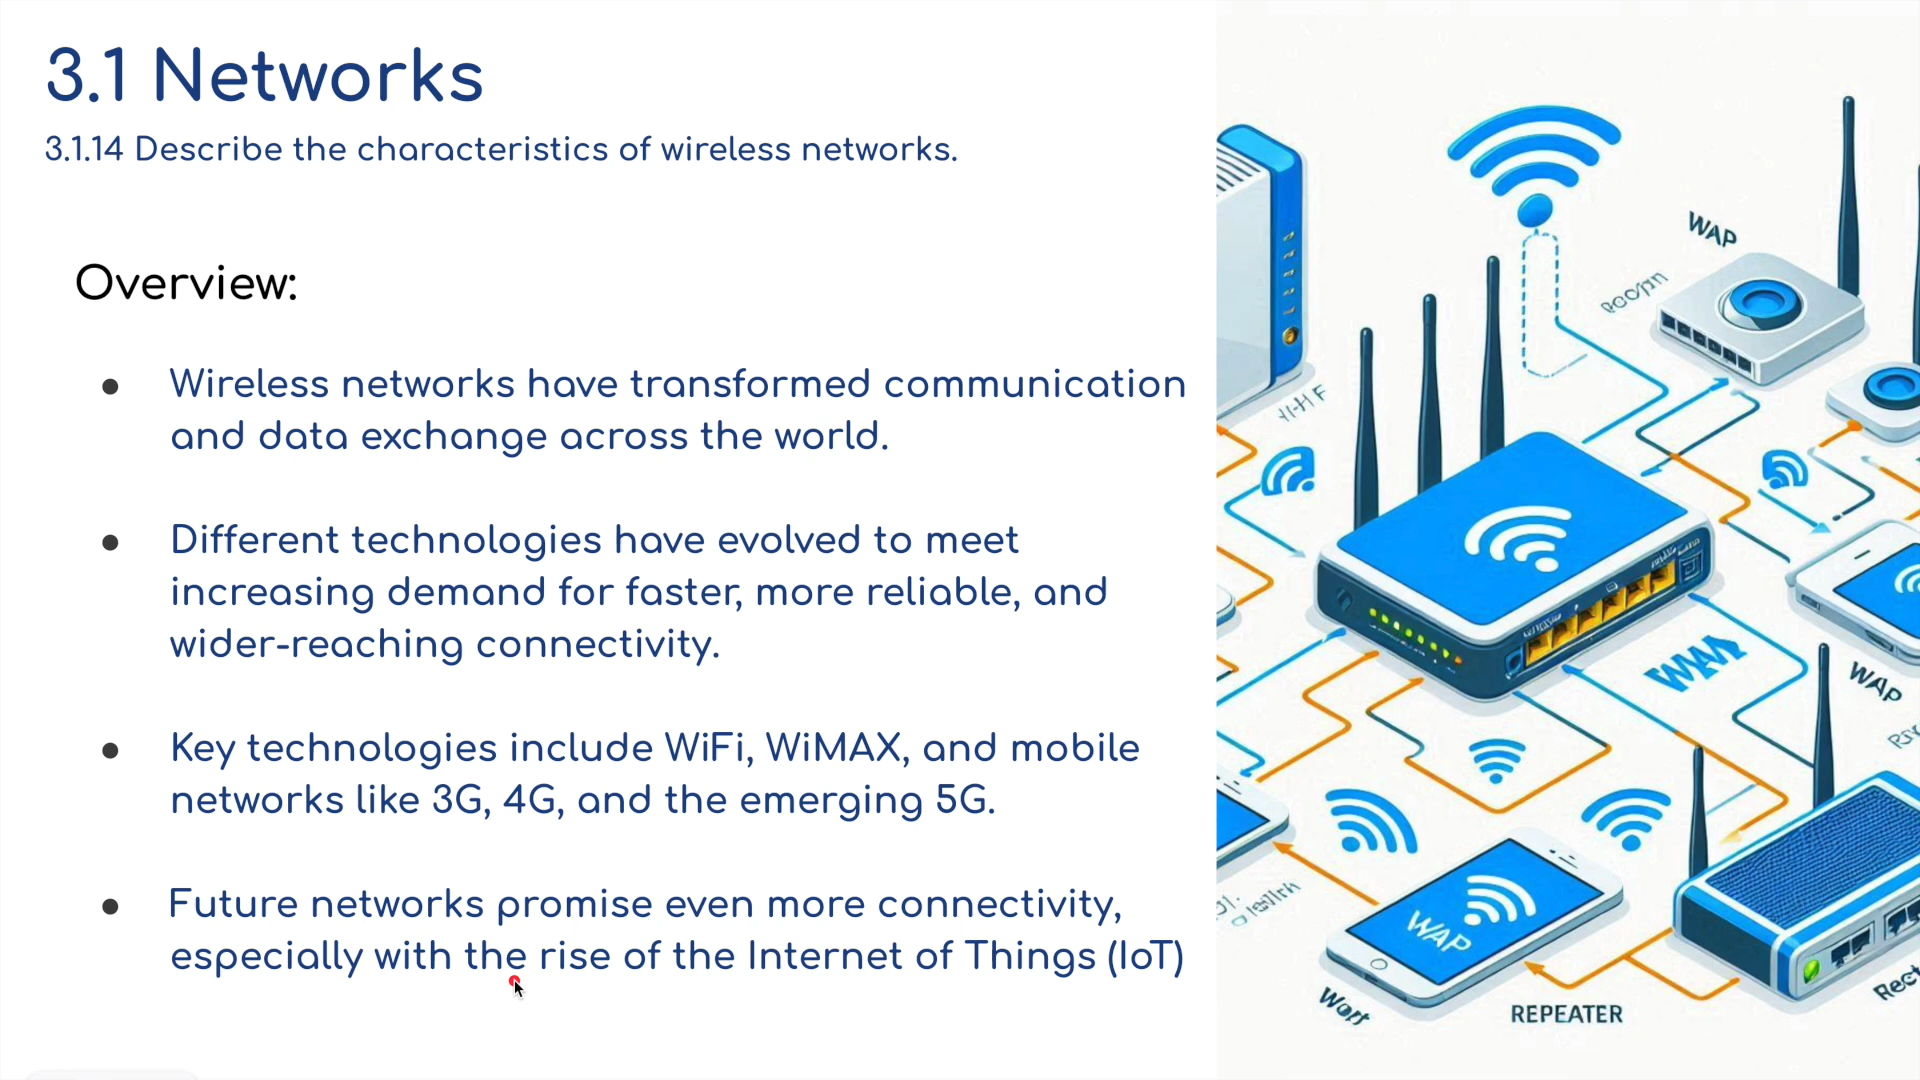 3.1 Networks
3.1.14 Describe the characteristics of wireless networks.
Overview:
● Wireless networks have transformed communication
and data exchange across the world.
● Different technologies have evolved to meet
increasing demand for faster, more reliable, and
wider-reaching connectivity.
● Key technologies include WiFi, WiMAX, and mobile
networks like 3G, 4G, and the emerging 5G.
● Future networks promise even more connectivity,
especially with the rise of the Internet of Things (IoT)
WAP
WAP
WAP
REPEATER